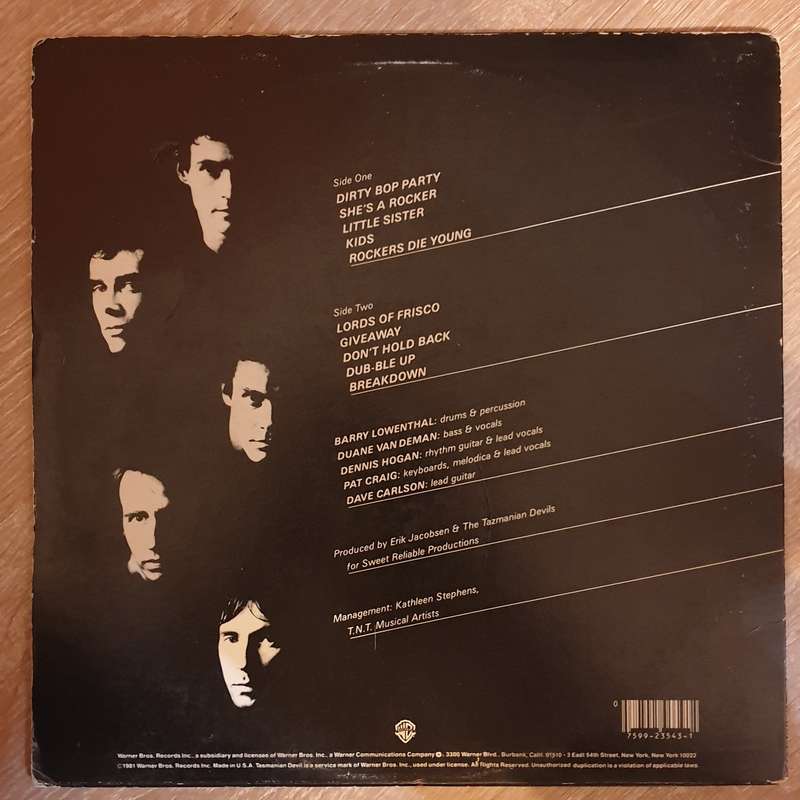 Side One
DIRTY BOP PARTY
SHE'S A ROCKER
LITTLE SISTER
KIDS
ROCKERS DIE YOUNG
Side Two
LORDS OF FRISCO
GIVEAWAY
DON'T HOLD BACK
DUB-BLE UP
BREAKDOWN
BARRY LOWENTHAL: drums & percussion
DUANE VAN DEMAN: bass & vocals
DENNIS HOGAN: rhythm guitar & lead vocals
PAT CRAIG: keyboards, melodica & lead vocals
DAVE CARLSON: lead guitar
Produced by Erik Jacobsen & The Tazmanian Devils
for Sweet Reliable Productions
Management: Kathleen Stephens,
T.N.T. Musical Artists
0
7599-23543-1
Warner Bros. Records Inc., a subsidiary and licensee of Warner Bros. Inc., a Warner Communications Company. 3300 Warner Blvd., Burbank, Calif. 91510 · 3 East 54th Street, New York, New York 10022
©1981 Warner Bros. Records Inc. Made in U.S.A. Tasmanian Devil is a service mark of Warner Bros. Inc., used under license. All Rights Reserved. Unauthorized duplication is a violation of applicable laws.